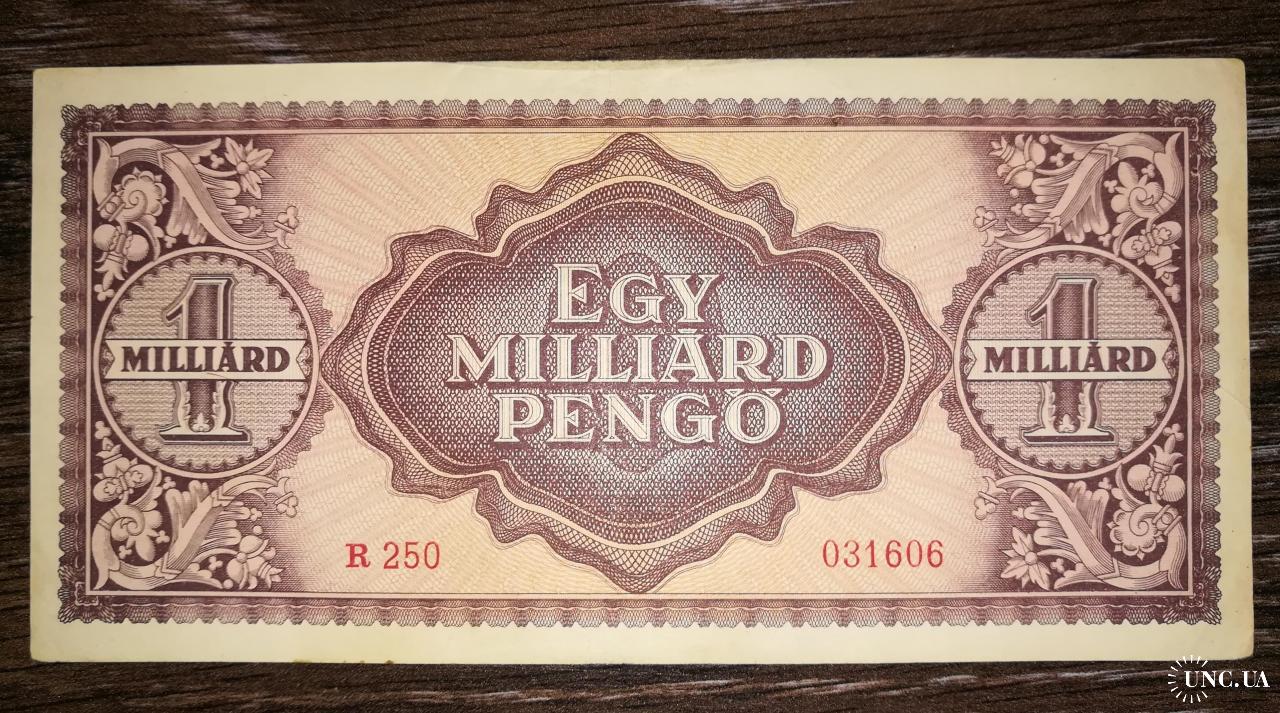 EGY
MILLIÁRD
PENGŐ
1
MILLIÁRD
1
MILLIÁRD
R 250
031606
UNC.UA